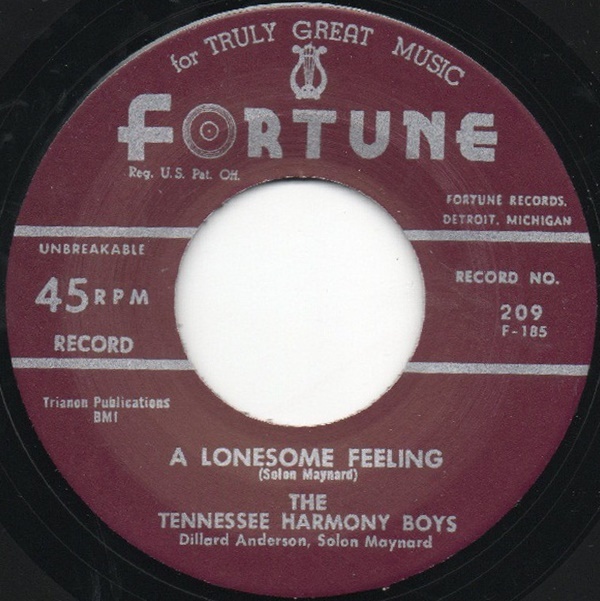 for TRULY GREAT MUSIC
FORTUNE
Reg. U.S. Pat. Off.
FORTUNE RECORDS,
DETROIT, MICHIGAN
UNBREAKABLE
45 RPM
RECORD
RECORD NO.
209
F-185
Trianon Publications
BMI
A LONESOME FEELING
(Solon Maynard)
THE
TENNESSEE HARMONY BOYS
Dillard Anderson, Solon Maynard